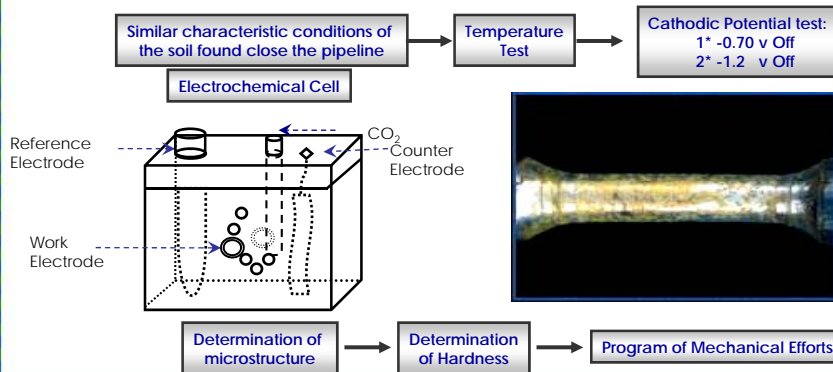 Similar characteristic conditions of
the soil found close the pipeline
Temperature
Test
Cathodic Potential test:
1* -0.70 v Off
2* -1.2 v Off
Electrochemical Cell
Reference
Electrode
CO2
Counter
Electrode
Work
Electrode
Determination of
microstructure
Determination
of Hardness
Program of Mechanical Efforts